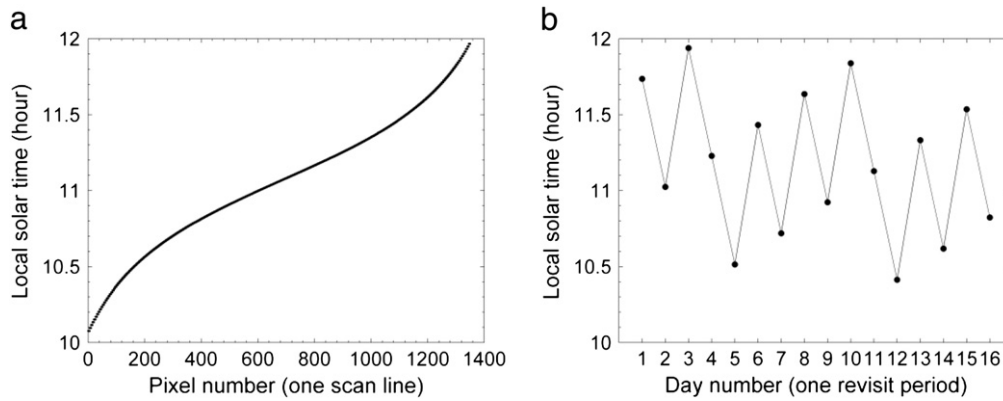 a
12
11.5
11
10.5
10
Local solar time (hour)
0 200 400 600 800 1000 1200 1400
Pixel number (one scan line)
b
12
11.5
11
10.5
10
Local solar time (hour)
1 2 3 4 5 6 7 8 9 10 11 12 13 14 15 16
Day number (one revisit period)